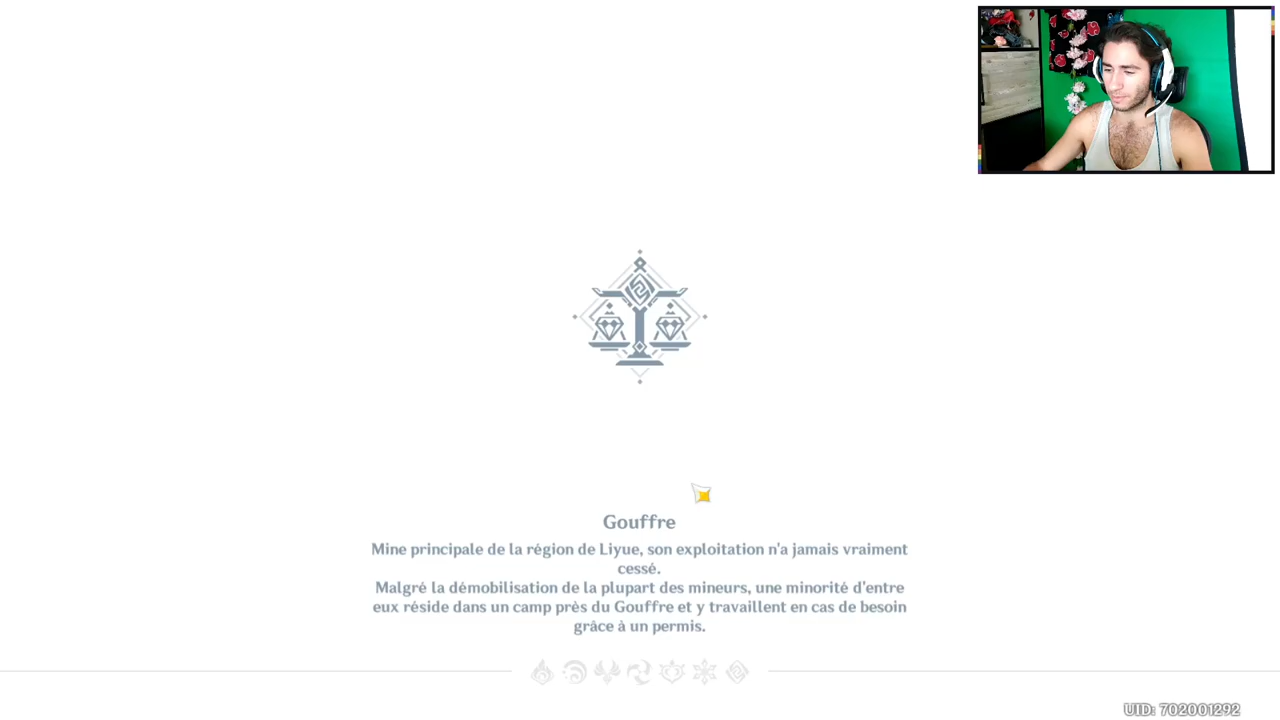 Gouffre
Mine principale de la région de Liyue, son exploitation n'a jamais vraiment
cessé.
Malgré la démobilisation de la plupart des mineurs, une minorité d'entre
eux réside dans un camp près du Gouffre et y travaillent en cas de besoin
grâce à un permis.
UID: 702001292